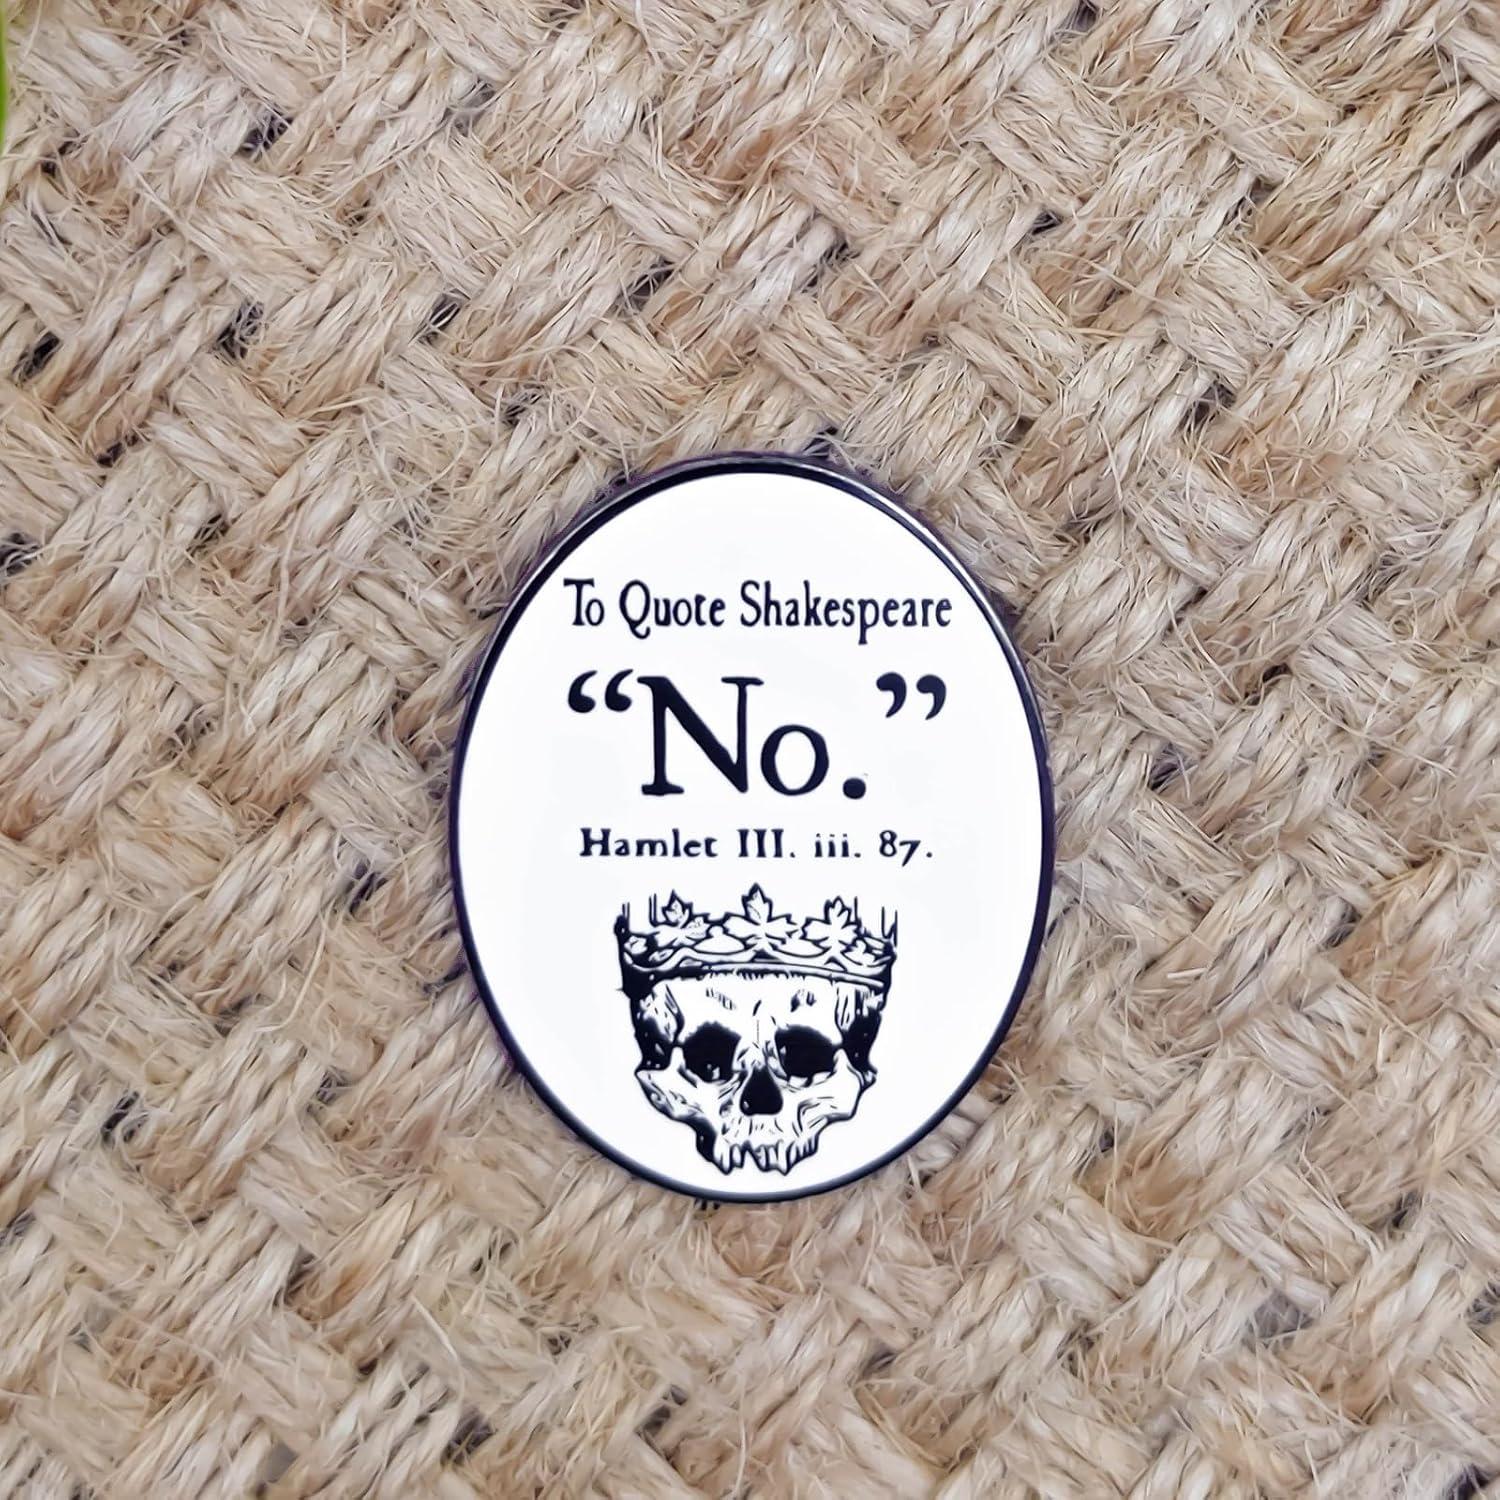 To Quote Shakespeare
“No.”
Hamlet III. iii. 87.